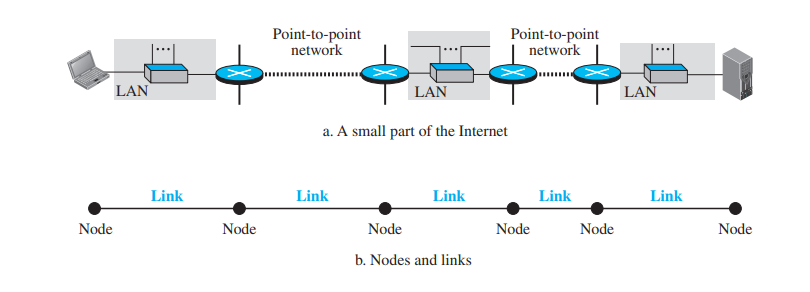 Point-to-point
network
Point-to-point
network
LAN
LAN
LAN
a. A small part of the Internet
Link
Link
Link
Link
Link
Node
Node
Node
Node
Node
Node
b. Nodes and links